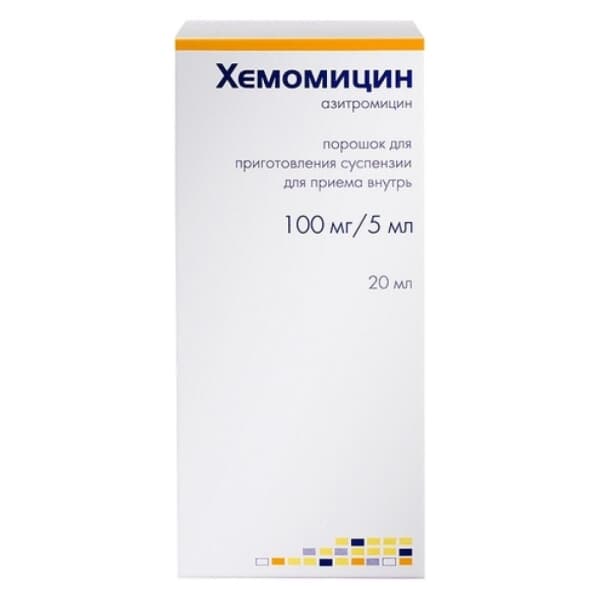 Хемомицин
азитромицин
порошок для
приготовления суспензии
для приема внутрь
100 мг/5 мл
20 мл